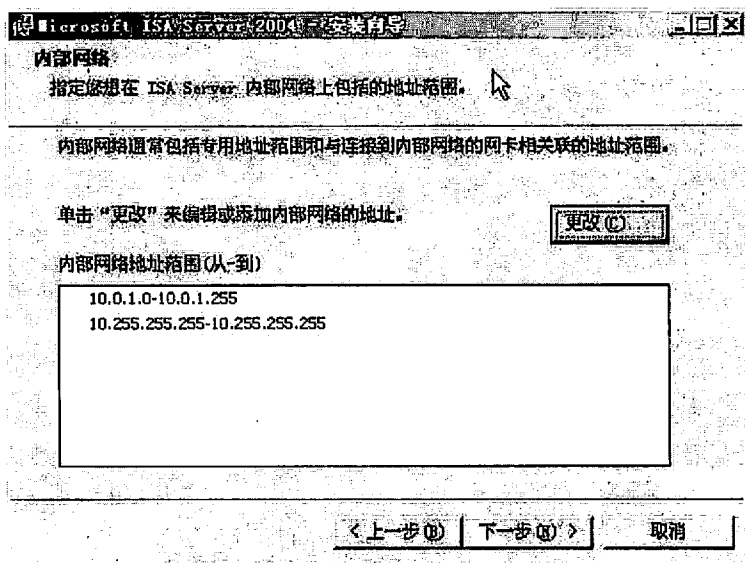 Microsoft ISA Server 2004 - 安装向导
内部网络
指定您想在 ISA Server 内部网络上包括的地址范围。
内部网络通常包括专用地址范围和与连接到内部网络的网卡相关联的地址范围。
单击“更改”来编辑或添加内部网络的地址。
更改(C)
内部网络地址范围(从-到)
10.0.1.0-10.0.1.255
10.255.255.255-10.255.255.255
< 上一步(B)
下一步(N) >
取消